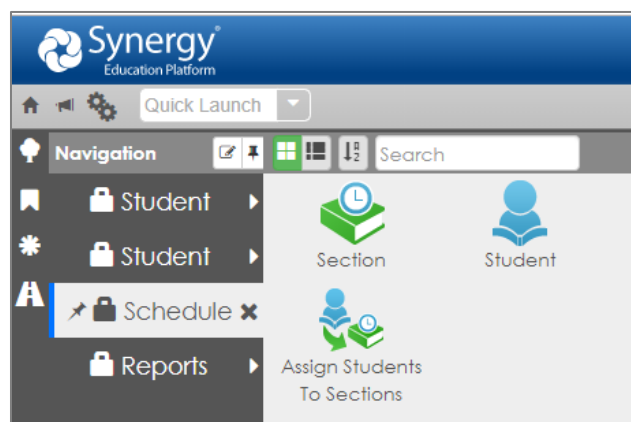 Synergy
Education Platform
Quick Launch
Navigation
Search
Student
Student
Schedule
Reports
Section
Student
Assign Students
To Sections